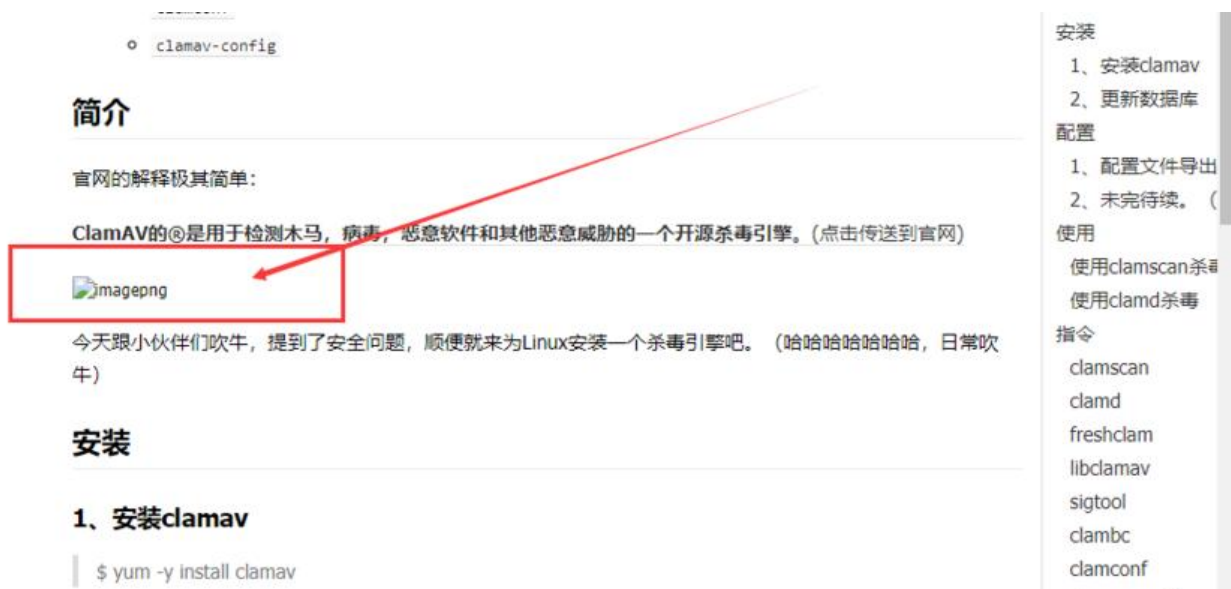 clamav-config
简介
官网的解释极其简单：
ClamAV的®是用于检测木马，病毒，恶意软件和其他恶意威胁的一个开源杀毒引擎。(点击传送到官网)
imagepng
今天跟小伙伴们吹牛，提到了安全问题，顺便就来为Linux安装一个杀毒引擎吧。（哈哈哈哈哈哈哈，日常吹
牛）
安装
1、安装clamav
$ yum -y install clamav
安装
1、安装clamav
2、更新数据库
配置
1、配置文件导出
2、未完待续。（
使用
使用clamscan杀毒
使用clamd杀毒
指令
clamscan
clamd
freshclam
libclamav
sigtool
clambc
clamconf